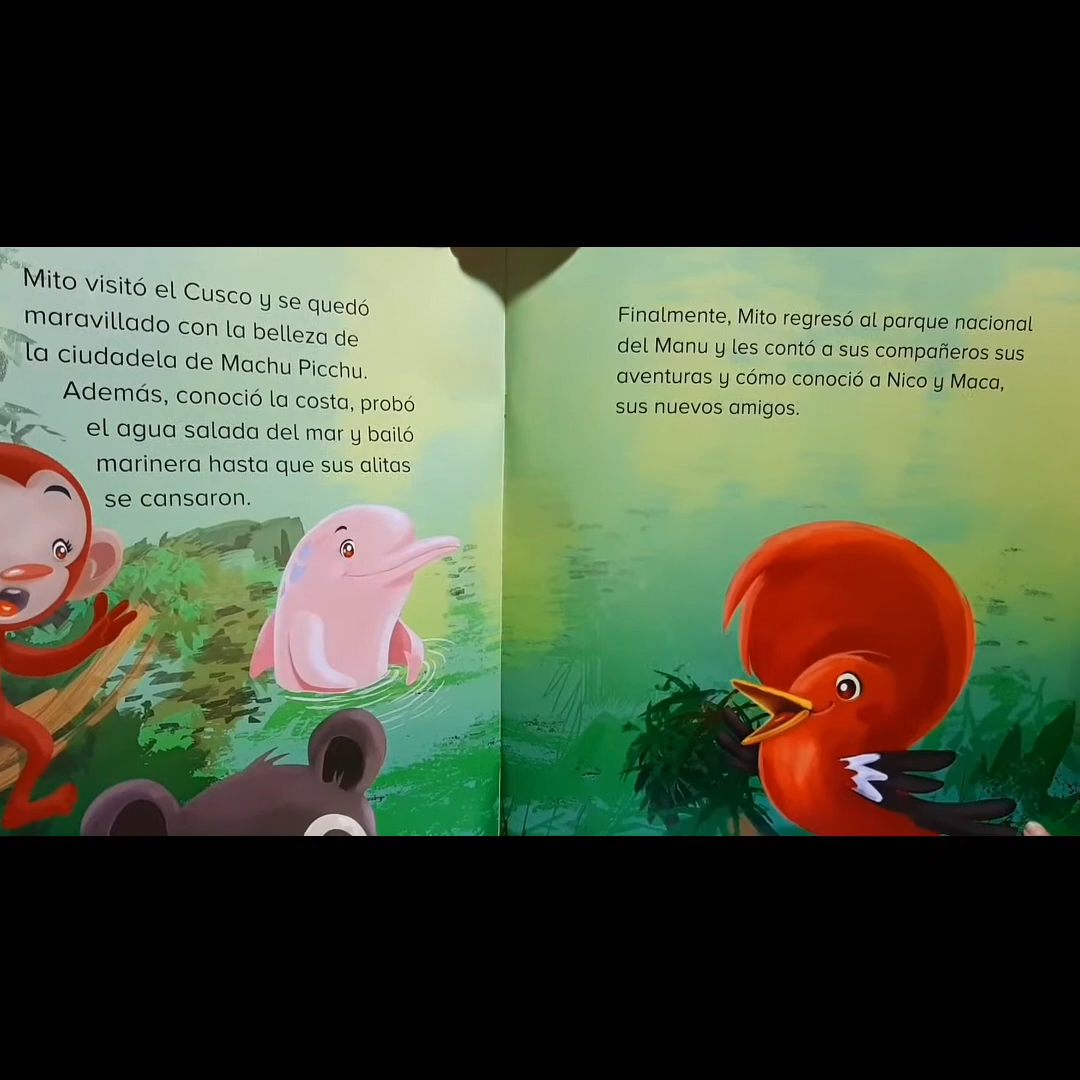 Mito visitó el Cusco y se quedó
maravillado con la belleza de
la ciudadela de Machu Picchu.
Además, conoció la costa, probó
el agua salada del mar y bailó
marinera hasta que sus alitas
se cansaron.
Finalmente, Mito regresó al parque nacional
del Manu y les contó a sus compañeros sus
aventuras y cómo conoció a Nico y Maca,
sus nuevos amigos.